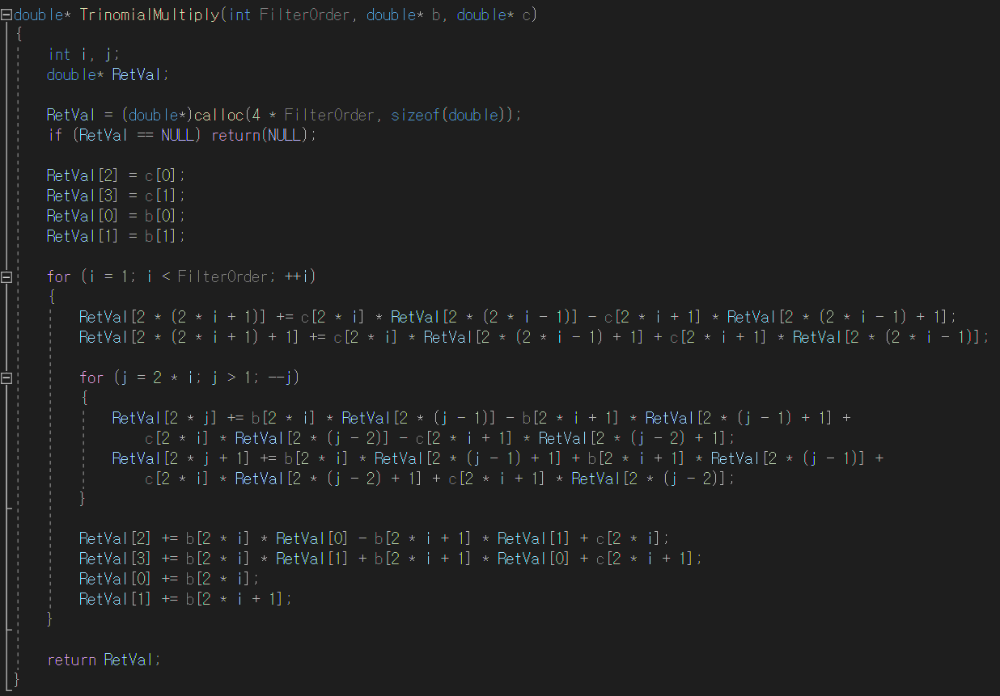 double* TrinomialMultiply(int FilterOrder, double* b, double* c)
{
int i, j;
double* RetVal;
RetVal = (double*)calloc(4 * FilterOrder, sizeof(double));
if (RetVal == NULL) return(NULL);
RetVal[2] = c[0];
RetVal[3] = c[1];
RetVal[0] = b[0];
RetVal[1] = b[1];
for (i = 1; i < FilterOrder; ++i)
{
RetVal[2 * (2 * i + 1)] += c[2 * i] * RetVal[2 * (2 * i - 1)] - c[2 * i + 1] * RetVal[2 * (2 * i - 1) + 1];
RetVal[2 * (2 * i + 1) + 1] += c[2 * i] * RetVal[2 * (2 * i - 1) + 1] + c[2 * i + 1] * RetVal[2 * (2 * i - 1)];
for (j = 2 * i; j > 1; --j)
{
RetVal[2 * j] += b[2 * i] * RetVal[2 * (j - 1)] - b[2 * i + 1] * RetVal[2 * (j - 1) + 1] +
c[2 * i] * RetVal[2 * (j - 2)] - c[2 * i + 1] * RetVal[2 * (j - 2) + 1];
RetVal[2 * j + 1] += b[2 * i] * RetVal[2 * (j - 1) + 1] + b[2 * i + 1] * RetVal[2 * (j - 1)] +
c[2 * i] * RetVal[2 * (j - 2) + 1] + c[2 * i + 1] * RetVal[2 * (j - 2)];
}
RetVal[2] += b[2 * i] * RetVal[0] - b[2 * i + 1] * RetVal[1] + c[2 * i];
RetVal[3] += b[2 * i] * RetVal[1] + b[2 * i + 1] * RetVal[0] + c[2 * i + 1];
RetVal[0] += b[2 * i];
RetVal[1] += b[2 * i + 1];
}
return RetVal;
}